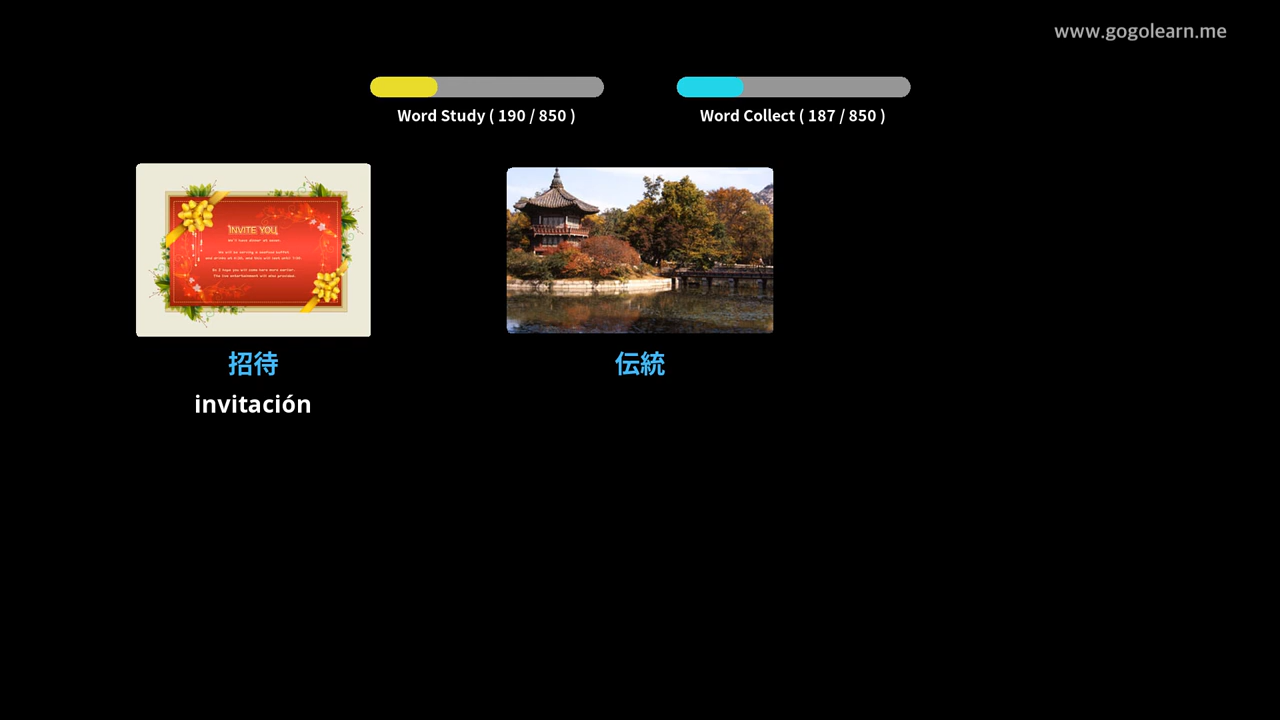 www.gogolearn.me
Word Study ( 190 / 850 )
Word Collect ( 187 / 850 )
INVITE YOU
招待
伝統
invitación